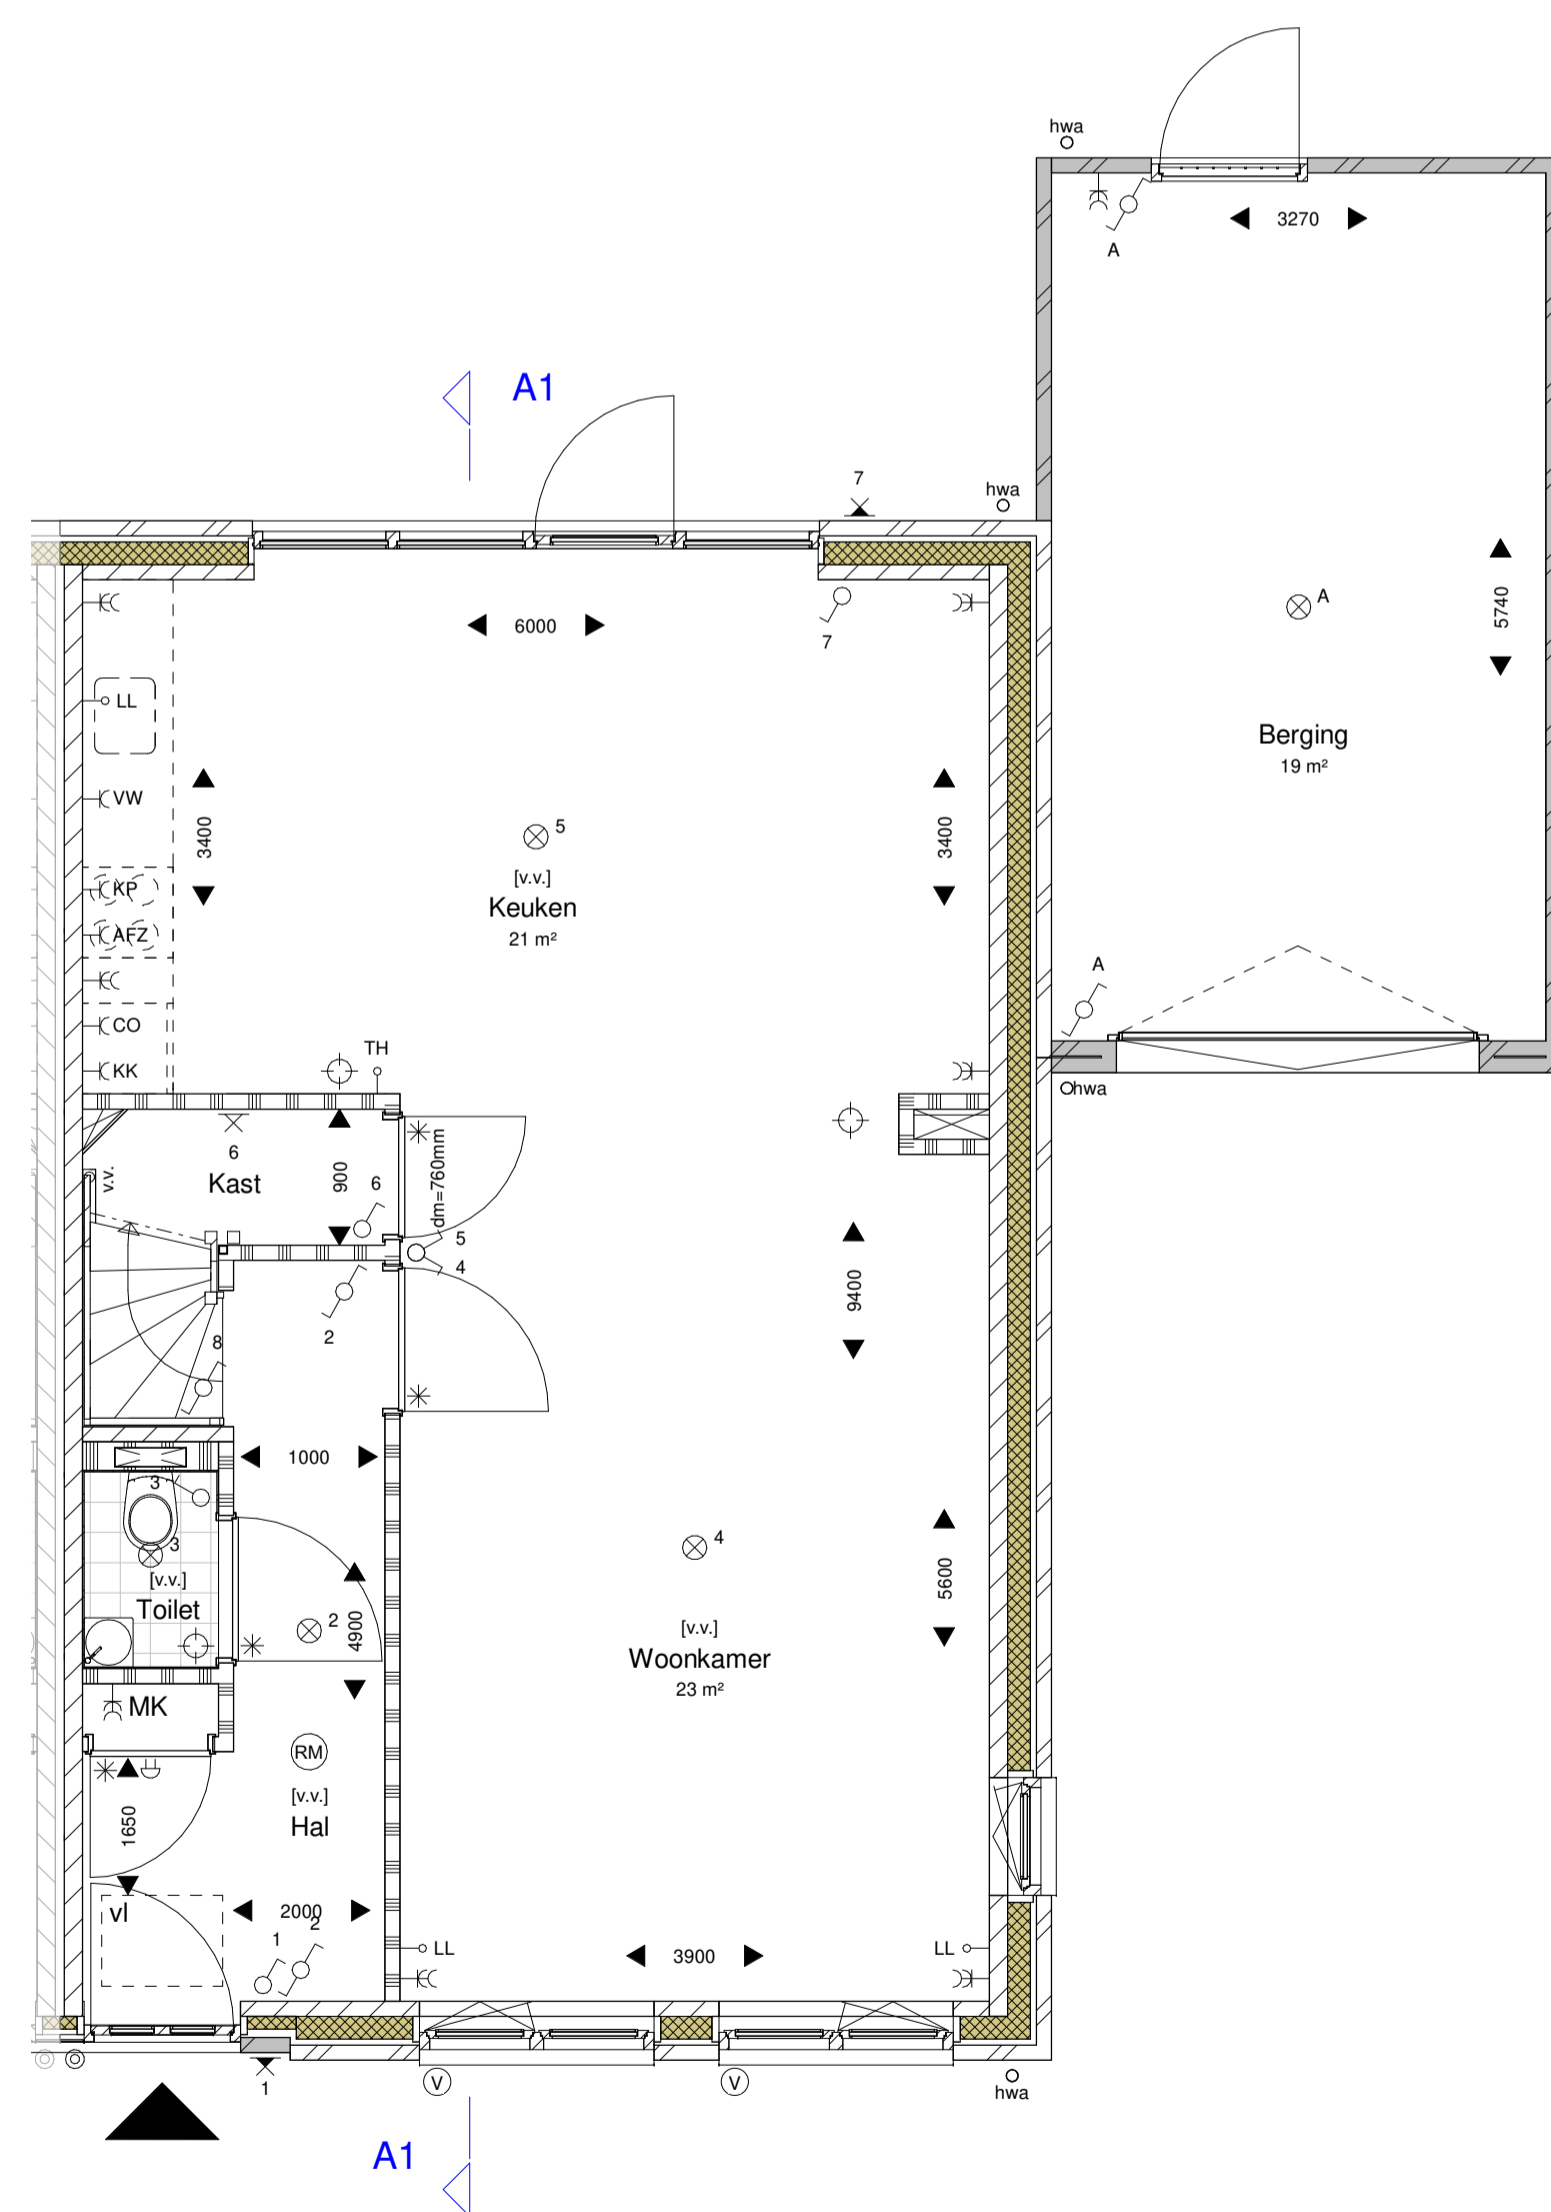 hwa
3270
A
A1
7
hwa
6000
7
A
5740
LL
Berging
19 m²
VW
3400
3400
5
[v.v.]
Keuken
21 m²
KP
AFZ
A
CO
TH
KK
hwa
6
Kast
v.v.
900
6
dm=760mm
5
4
9400
2
8
1000
3
4
3
[v.v.]
Toilet
2
4900
5600
[v.v.]
Woonkamer
23 m²
MK
RM
[v.v.]
Hal
1650
vl
2000
1
2
LL
3900
LL
1
V
V
hwa
A1